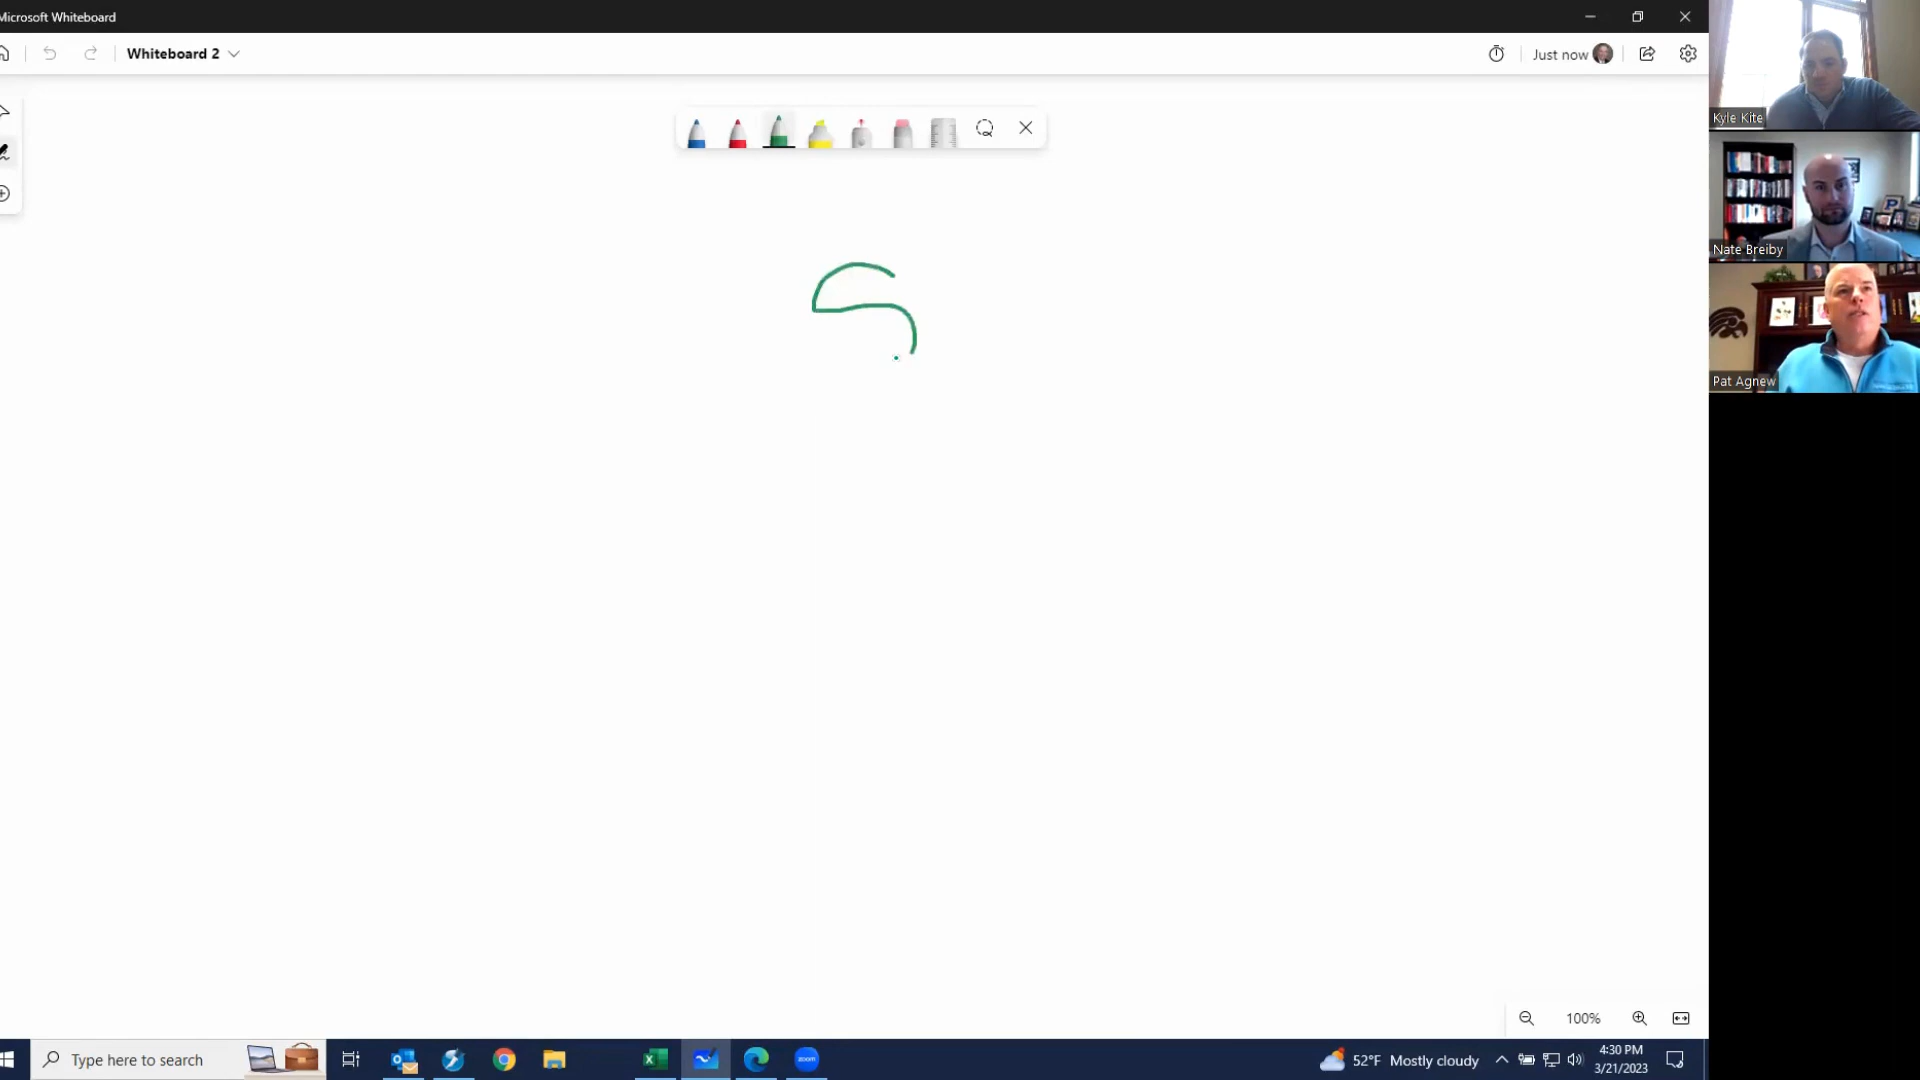 Microsoft Whiteboard
Whiteboard 2
Just now
Kyle Kite
Nate Breiby
Pat Agnew
100%
Type here to search
zoom
52°F Mostly cloudy
4:30 PM
3/21/2023